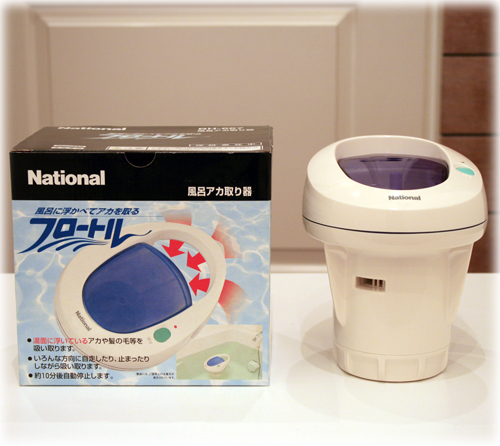 National
BH-667
National
風呂アカ取り器
風呂に浮かべてアカを取る
フロートル
National
●湯面に浮いているアカや髪の毛等を
吸い取ります。
●いろんな方向に自走したり、止まったり
しながら吸い取ります。
●約10分後自動停止します。
National